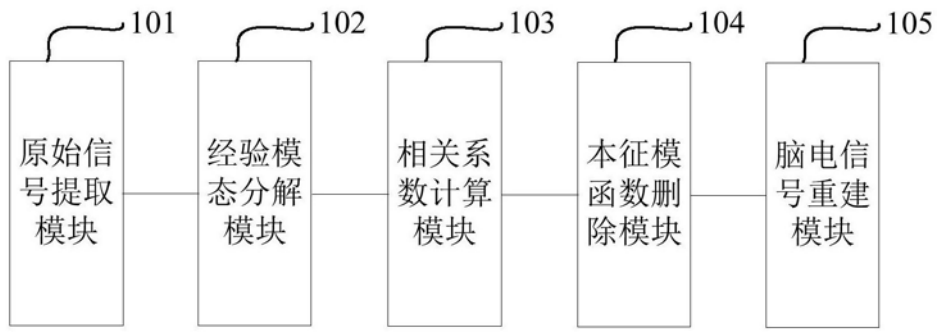 101
102
103
104
105
原始信
号提取
模块
经验模
态分解
模块
相关系
数计算
模块
本征模
函数删
除模块
脑电信
号重建
模块